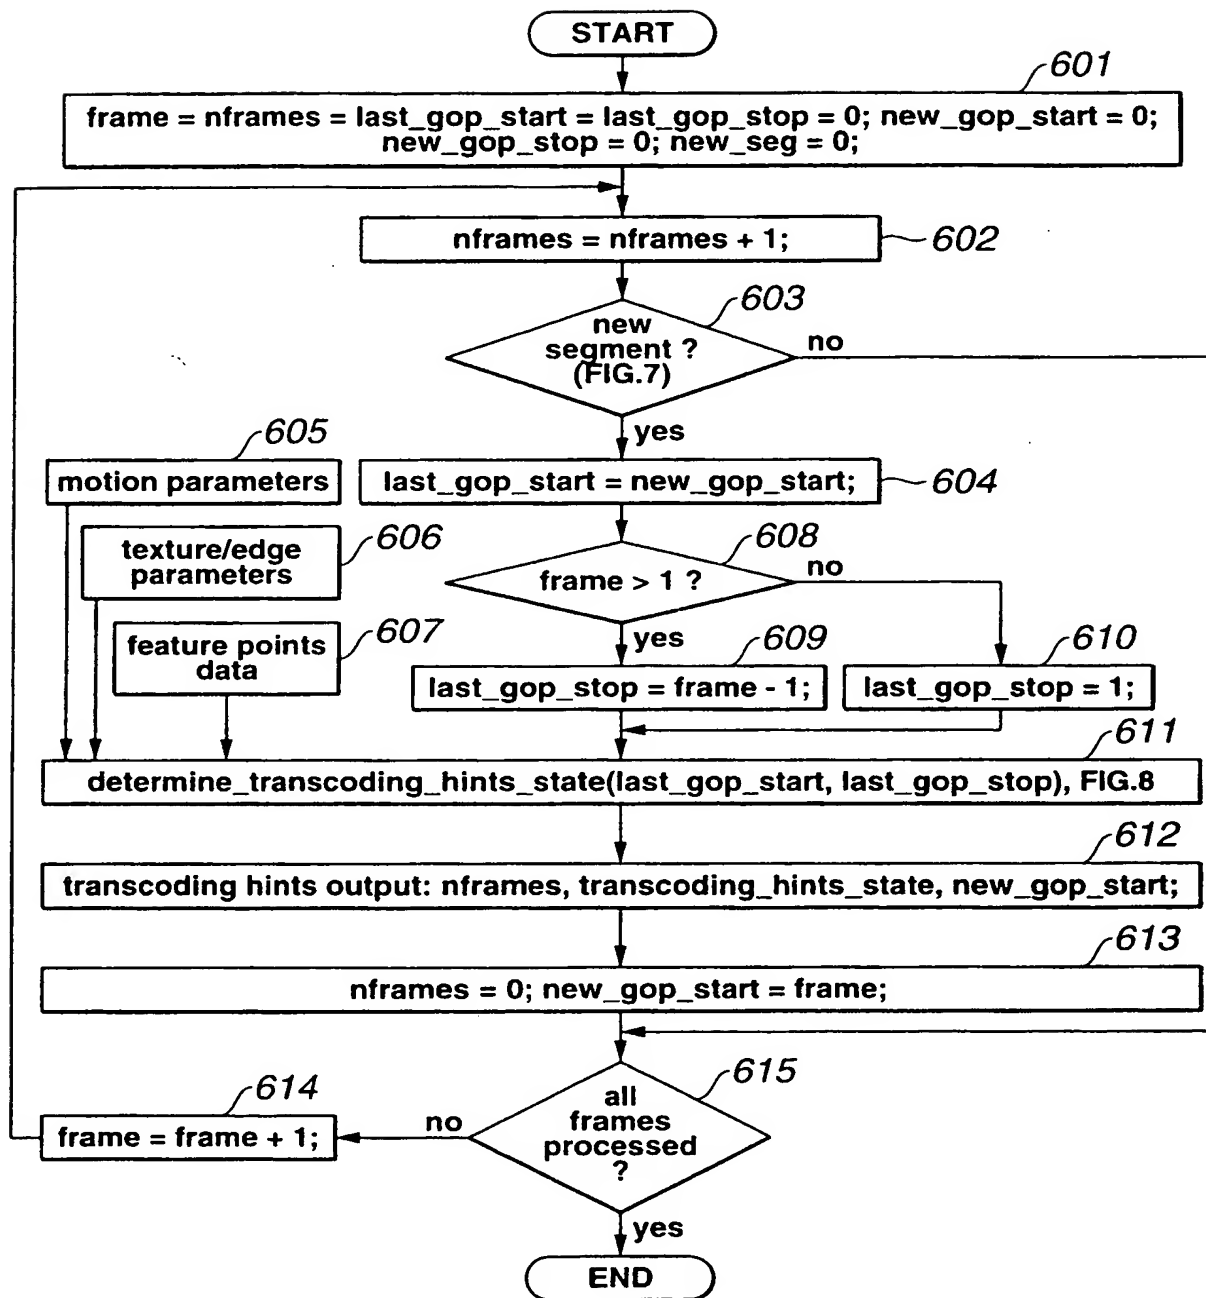 START
601
frame = nframes = last_gop_start = last_gop_stop = 0; new_gop_start = 0;
new_gop_stop = 0; new_seg = 0;
nframes = nframes + 1;
602
603
new
segment ?
(FIG.7)
no
yes
605
motion parameters
last_gop_start = new_gop_start;
604
606
texture/edge
parameters
608
frame > 1 ?
no
yes
607
feature points
data
609
last_gop_stop = frame - 1;
610
last_gop_stop = 1;
611
determine_transcoding_hints_state(last_gop_start, last_gop_stop), FIG.8
612
transcoding hints output: nframes, transcoding_hints_state, new_gop_start;
613
nframes = 0; new_gop_start = frame;
615
all
frames
processed
?
no
614
frame = frame + 1;
yes
END